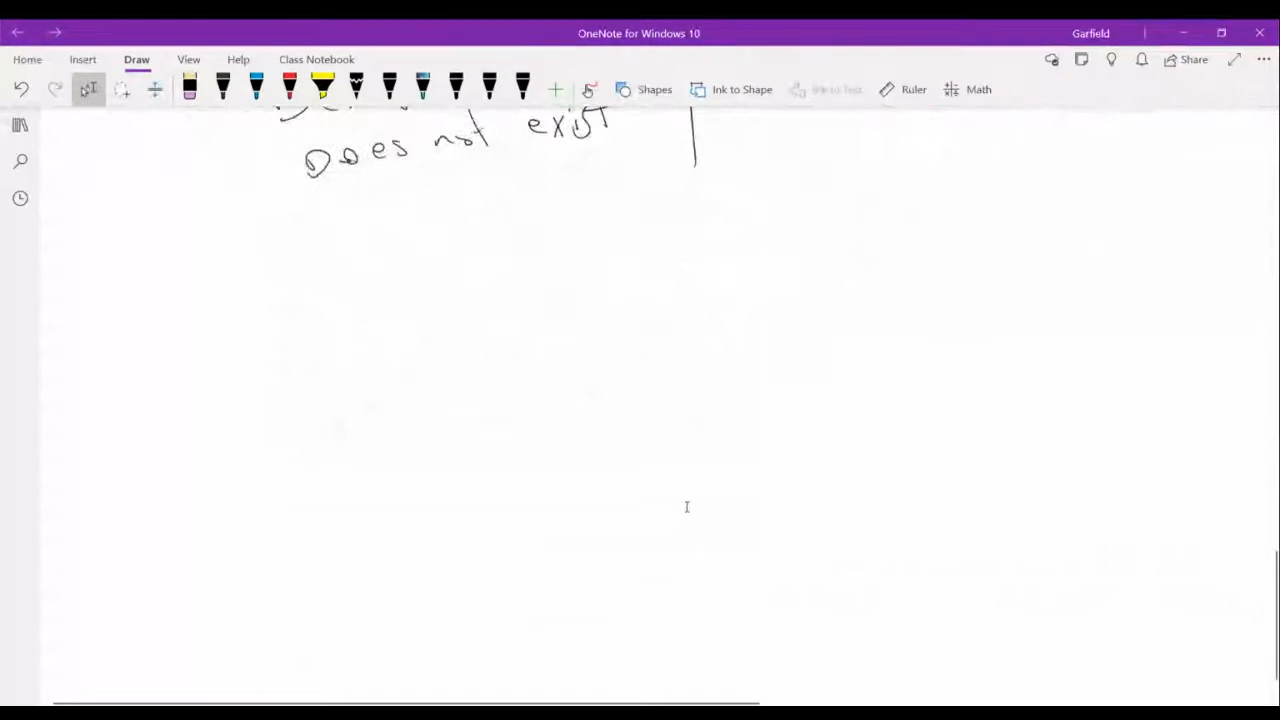 OneNote for Windows 10
Garfield
Home Insert Draw View Help Class Notebook
Share
Shapes Ink to Shape Ink to Text Ruler Math
Does not exist